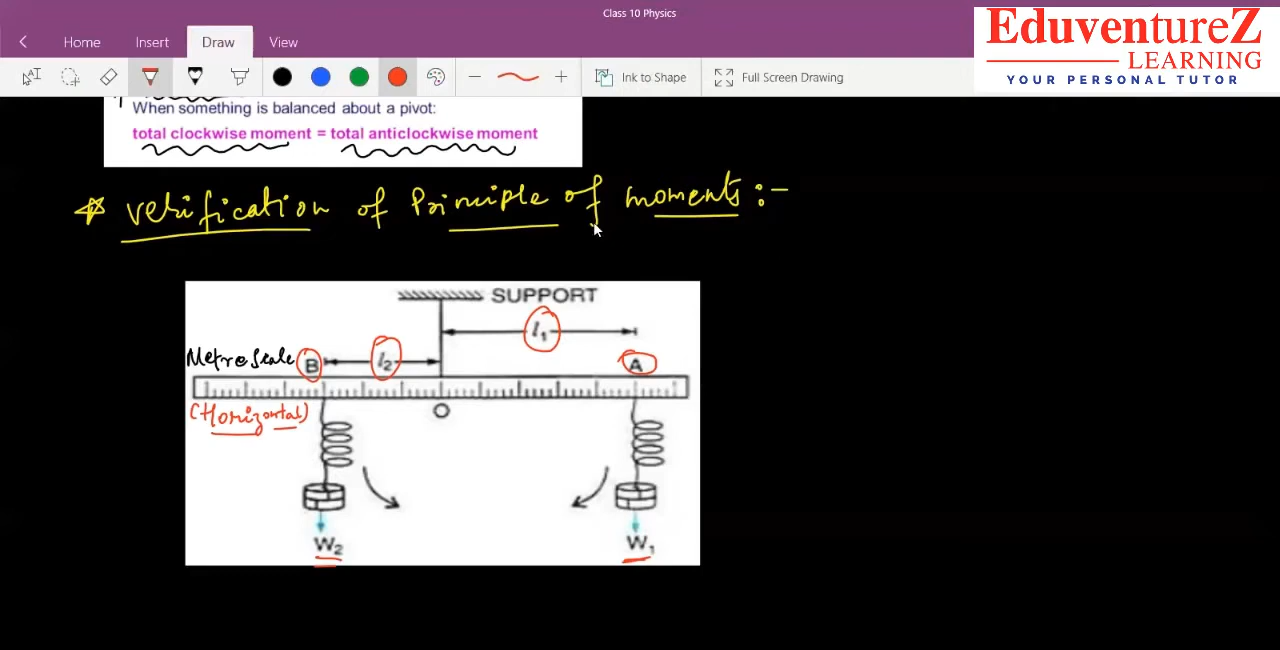 Class 10 Physics
EduventureZ
LEARNING
YOUR PERSONAL TUTOR
Home Insert Draw View
Ink to Shape Full Screen Drawing
When something is balanced about a pivot:
total clockwise moment = total anticlockwise moment
* Verification of Principle of moments :-
SUPPORT
l1
Metre Scale B l2 A
(Horizontal) O
W2 W1